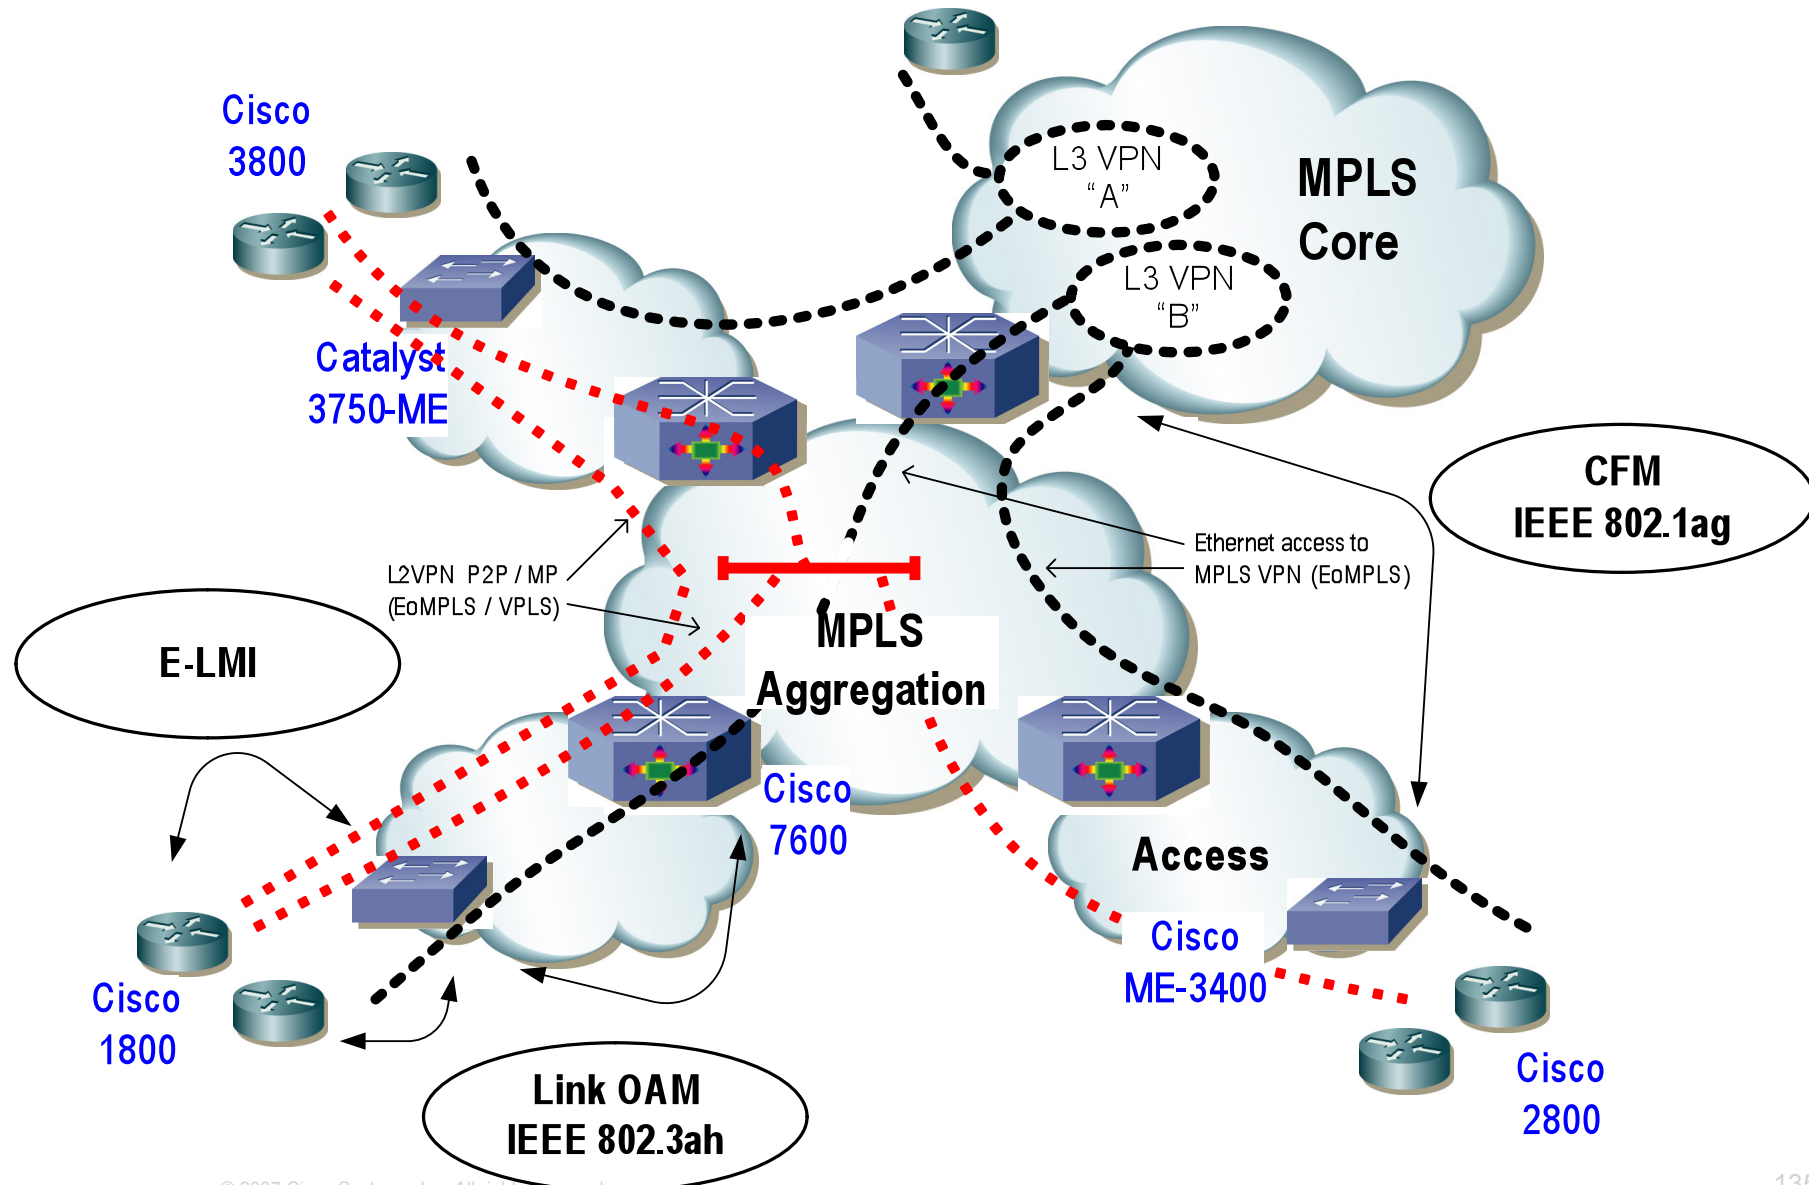 Cisco
3800
L3 VPN
“A”
MPLS
Core
L3 VPN
“B”
Catalyst
3750-ME
CFM
IEEE 802.1ag
Ethernet access to
MPLS VPN (EoMPLS)
L2VPN P2P / MP
(EoMPLS / VPLS)
E-LMI
MPLS
Aggregation
Cisco
7600
Access
Cisco
ME-3400
Cisco
1800
Link OAM
IEEE 802.3ah
Cisco
2800
135